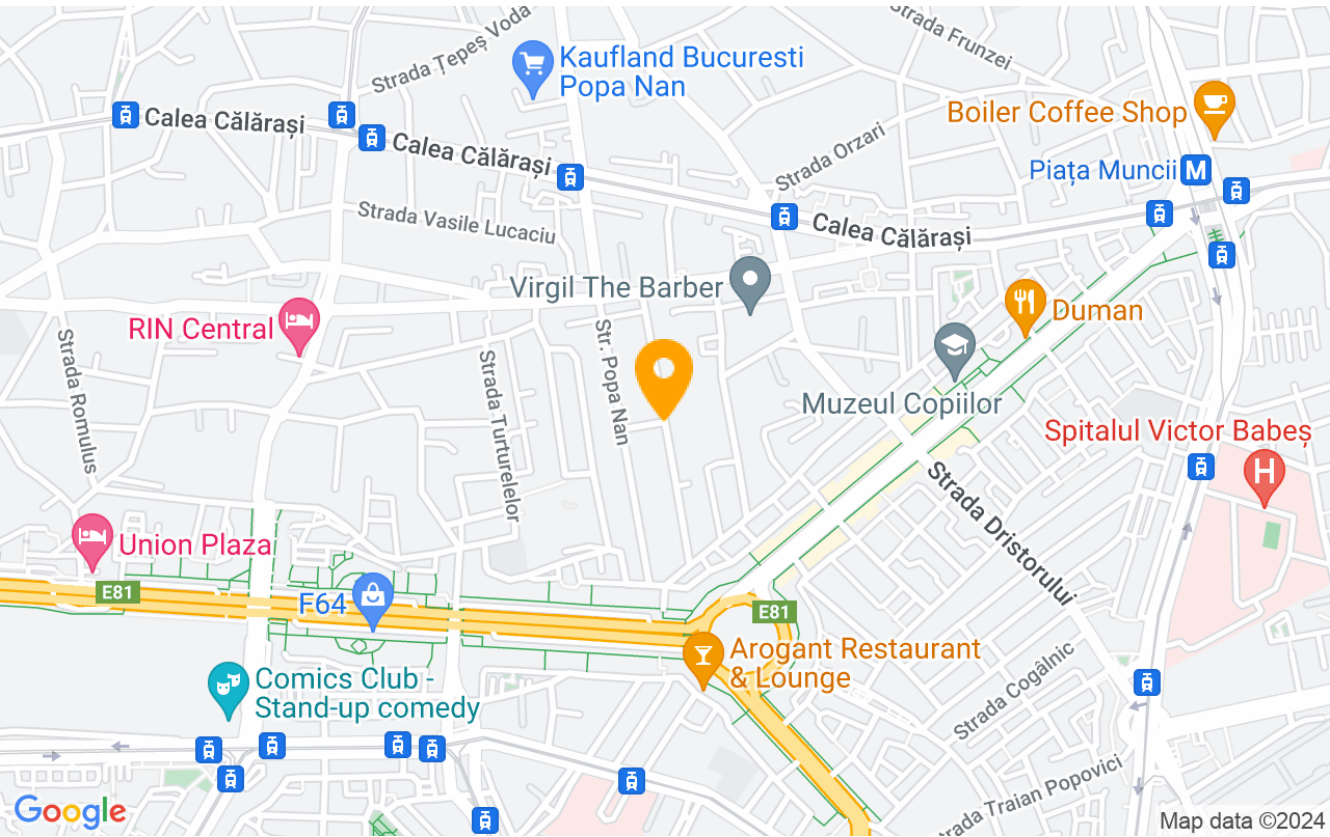 Strada Țepeș Vodă
Kaufland Bucuresti
Popa Nan
Strada Frunzei
Boiler Coffee Shop
Calea Călărași
Calea Călărași
Strada Orzari
Piața Muncii
M
Strada Vasile Lucaciu
Calea Călărași
Virgil The Barber
RIN Central
Duman
Str. Popa Nan
Strada Romulus
Strada Turturelelor
Muzeul Copiilor
Spitalul Victor Babeș
H
Strada Dristorului
Union Plaza
E81
F64
E81
Arogant Restaurant
& Lounge
Comics Club -
Stand-up comedy
Strada Cogâlnic
rada Traian Popovici
Google
Map data ©2024